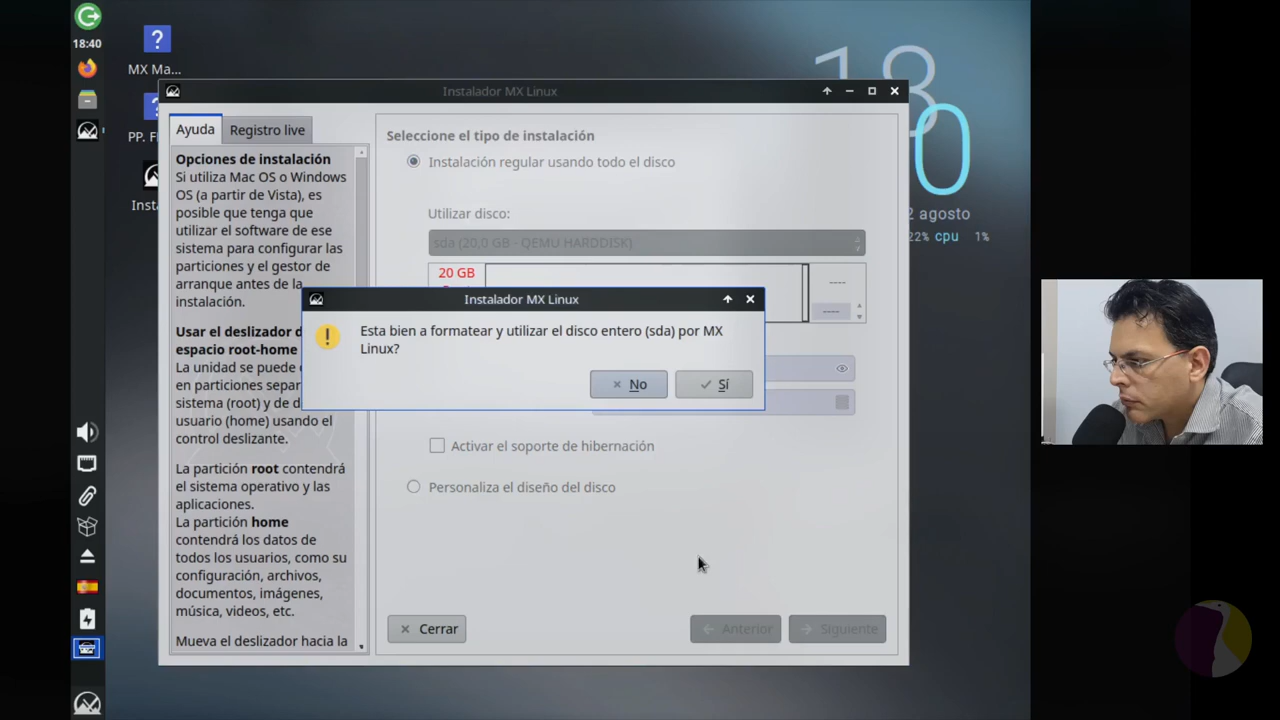 18:40
MX Ma...
PP. F
Inst
18
0
2 agosto
22% cpu 1%
Instalador MX Linux
Ayuda
Registro live
Opciones de instalación
Si utiliza Mac OS o Windows
OS (a partir de Vista), es
posible que tenga que
utilizar el software de ese
sistema para configurar las
particiones y el gestor de
arranque antes de la
instalación.
Usar el deslizador d
espacio root-home
La unidad se puede
en particiones separ
sistema (root) y de d
usuario (home) usando el
control deslizante.
La partición root contendrá
el sistema operativo y las
aplicaciones.
La partición home
contendrá los datos de
todos los usuarios, como su
configuración, archivos,
documentos, imágenes,
música, videos, etc.
Mueva el deslizador hacia la
Seleccione el tipo de instalación
Instalación regular usando todo el disco
Utilizar disco:
sda (20,0 GB - QEMU HARDDISK)
20 GB
----
----
Instalador MX Linux
Esta bien a formatear y utilizar el disco entero (sda) por MX
Linux?
No
Sí
Activar el soporte de hibernación
Personaliza el diseño del disco
Cerrar
Anterior
Siguiente